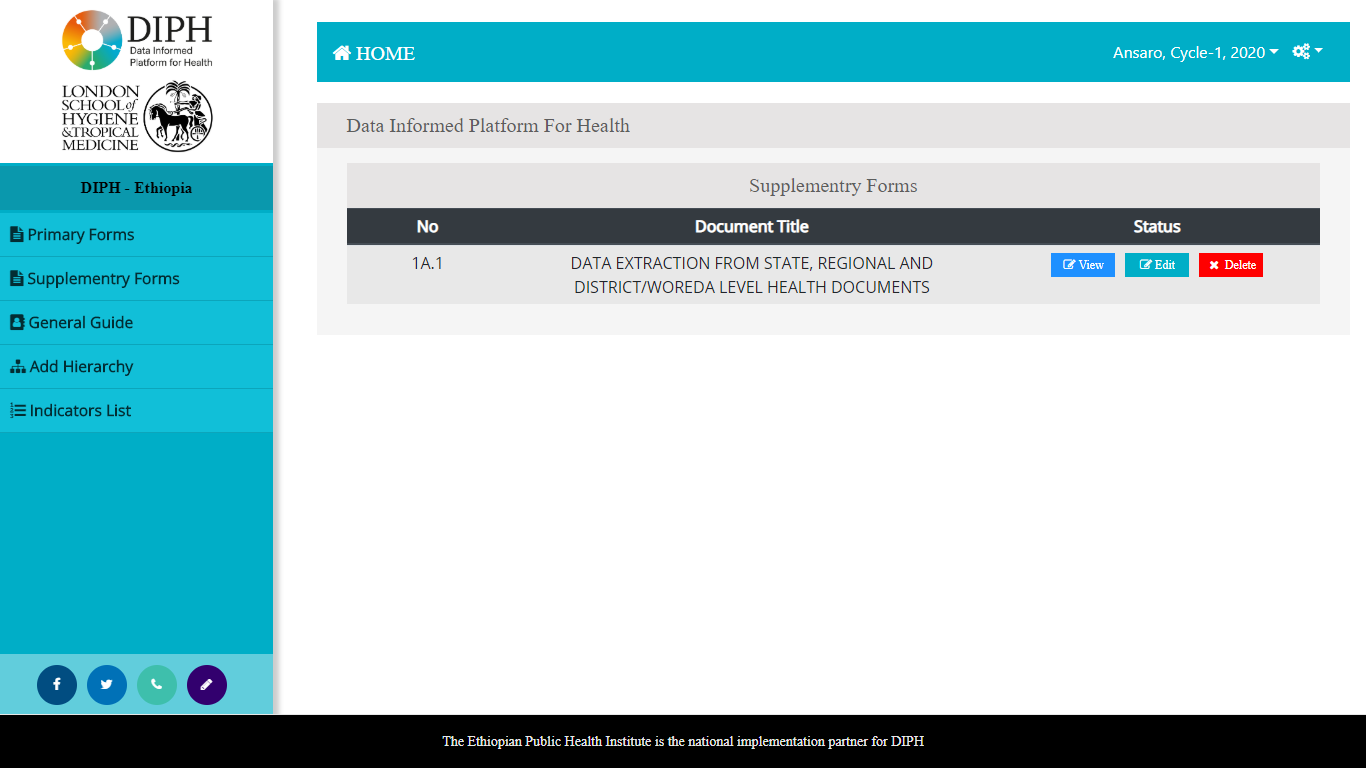 DIPH
Data Informed
Platform for Health
LONDON
SCHOOL of
HYGIENE
& TROPICAL
MEDICINE
DIPH - Ethiopia
Primary Forms
Supplementry Forms
General Guide
Add Hierarchy
Indicators List
HOME
Ansaro, Cycle-1, 2020
Data Informed Platform For Health
Supplementry Forms
No Document Title Status
1A.1 DATA EXTRACTION FROM STATE, REGIONAL AND View Edit Delete
DISTRICT/WOREDA LEVEL HEALTH DOCUMENTS
The Ethiopian Public Health Institute is the national implementation partner for DIPH